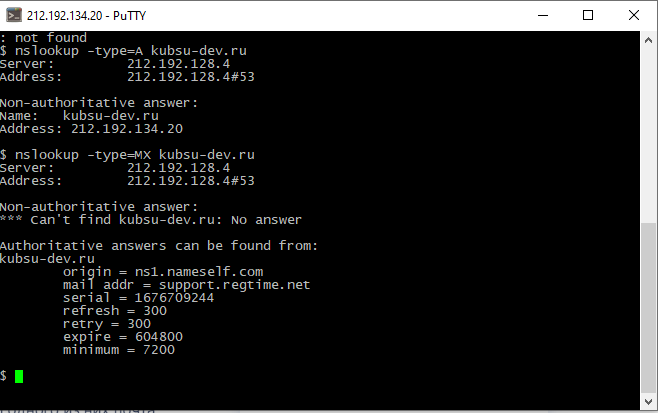 212.192.134.20 - PuTTY
: not found
$ nslookup -type=A kubsu-dev.ru
Server:         212.192.128.4
Address:        212.192.128.4#53
Non-authoritative answer:
Name:   kubsu-dev.ru
Address: 212.192.134.20
$ nslookup -type=MX kubsu-dev.ru
Server:         212.192.128.4
Address:        212.192.128.4#53
Non-authoritative answer:
*** Can't find kubsu-dev.ru: No answer
Authoritative answers can be found from:
kubsu-dev.ru
        origin = ns1.nameself.com
        mail addr = support.regtime.net
        serial = 1676709244
        refresh = 300
        retry = 300
        expire = 604800
        minimum = 7200
$